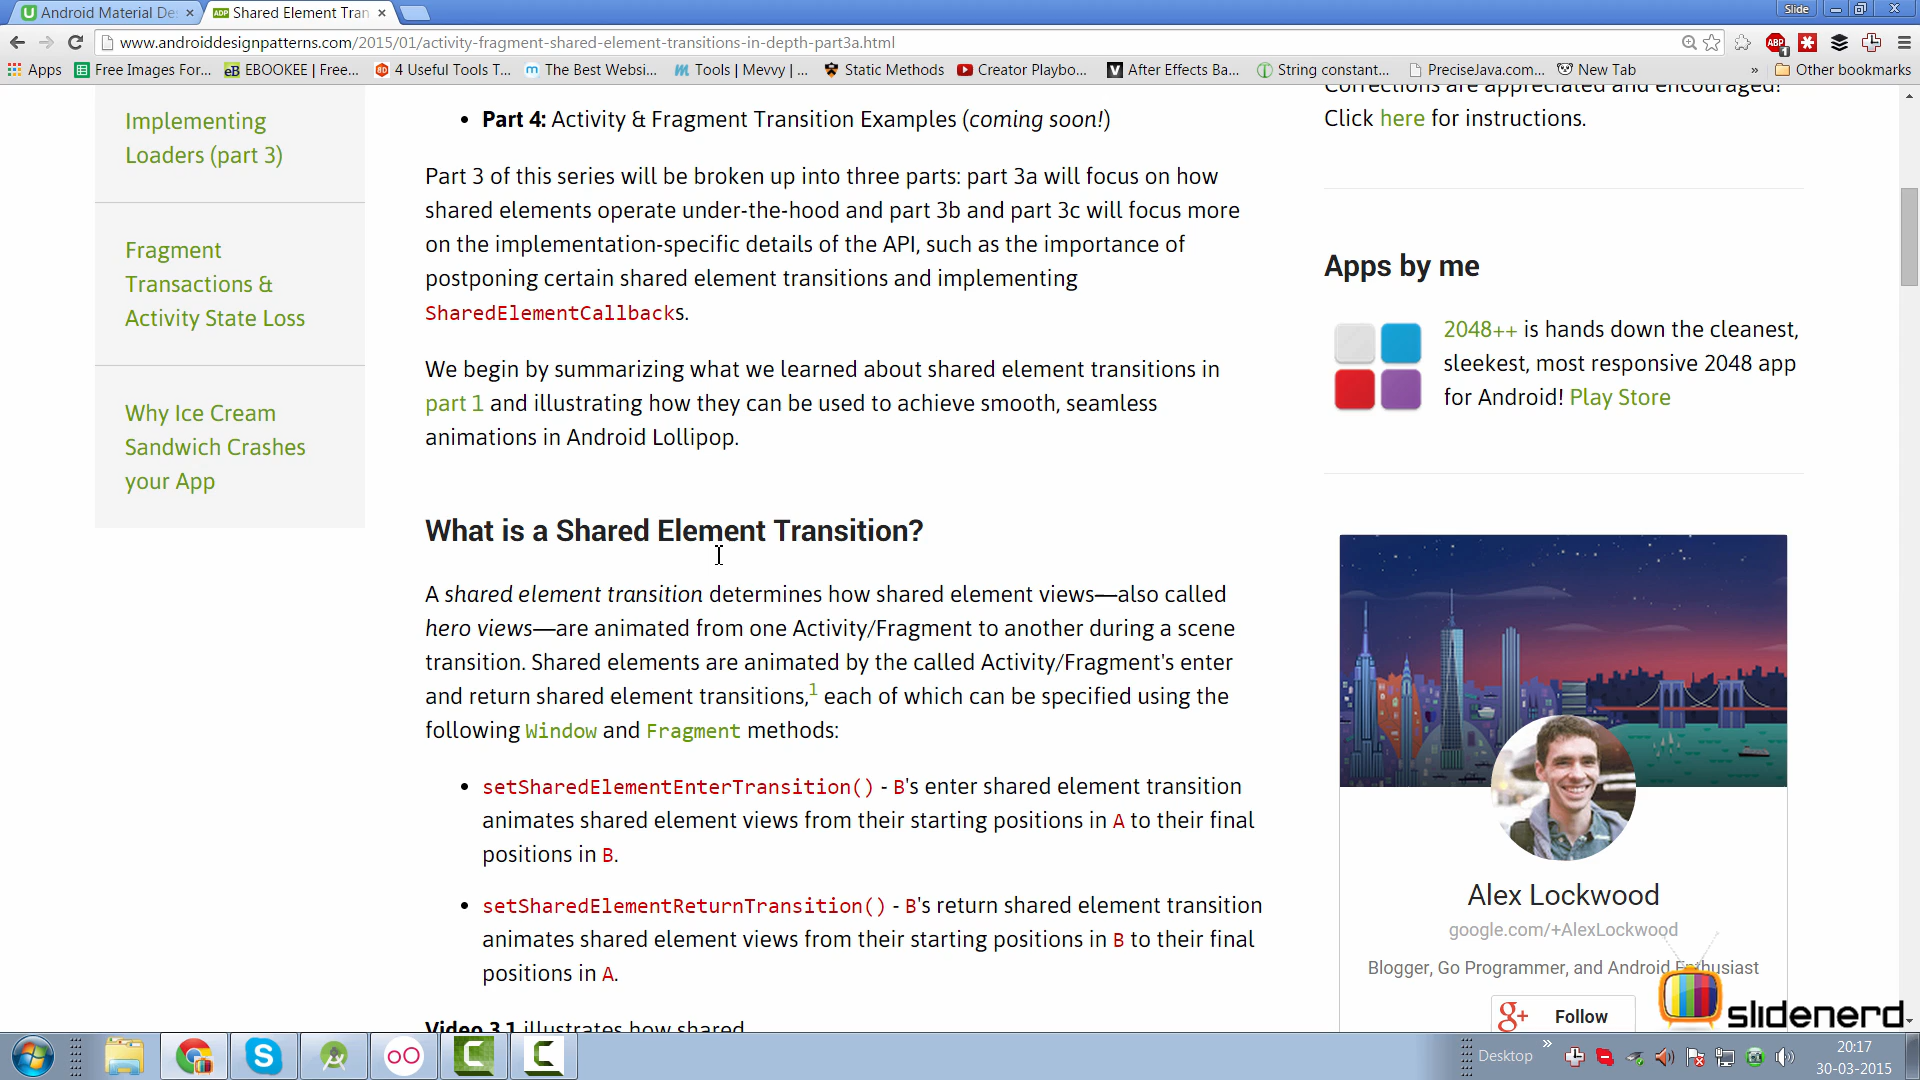 Android Material De
Shared Element Tran
Slide
www.androiddesignpatterns.com/2015/01/activity-fragment-shared-element-transitions-in-depth-part3a.html
Apps
Free Images For...
EBOOKEE | Free...
4 Useful Tools T...
The Best Websi...
Tools | Mevvy | ...
Static Methods
Creator Playbo...
After Effects Ba...
String constant...
PreciseJava.com...
New Tab
»
Other bookmarks
Implementing
Loaders (part 3)
Fragment
Transactions &
Activity State Loss
Why Ice Cream
Sandwich Crashes
your App
• Part 4: Activity & Fragment Transition Examples (coming soon!)
Part 3 of this series will be broken up into three parts: part 3a will focus on how
shared elements operate under-the-hood and part 3b and part 3c will focus more
on the implementation-specific details of the API, such as the importance of
postponing certain shared element transitions and implementing
SharedElementCallbacks.
We begin by summarizing what we learned about shared element transitions in
part 1 and illustrating how they can be used to achieve smooth, seamless
animations in Android Lollipop.
What is a Shared Element Transition?
A shared element transition determines how shared element views—also called
hero views—are animated from one Activity/Fragment to another during a scene
transition. Shared elements are animated by the called Activity/Fragment's enter
and return shared element transitions,1 each of which can be specified using the
following Window and Fragment methods:
• setSharedElementEnterTransition() - B's enter shared element transition
animates shared element views from their starting positions in A to their final
positions in B.
• setSharedElementReturnTransition() - B's return shared element transition
animates shared element views from their starting positions in B to their final
positions in A.
Video 3.1 illustrates how shared
Corrections are appreciated and encouraged!
Click here for instructions.
Apps by me
2048++ is hands down the cleanest,
sleekest, most responsive 2048 app
for Android! Play Store
Alex Lockwood
google.com/+AlexLockwood
Blogger, Go Programmer, and Android Enthusiast
g+ Follow
slidenerd
Desktop
»
20:17
30-03-2015